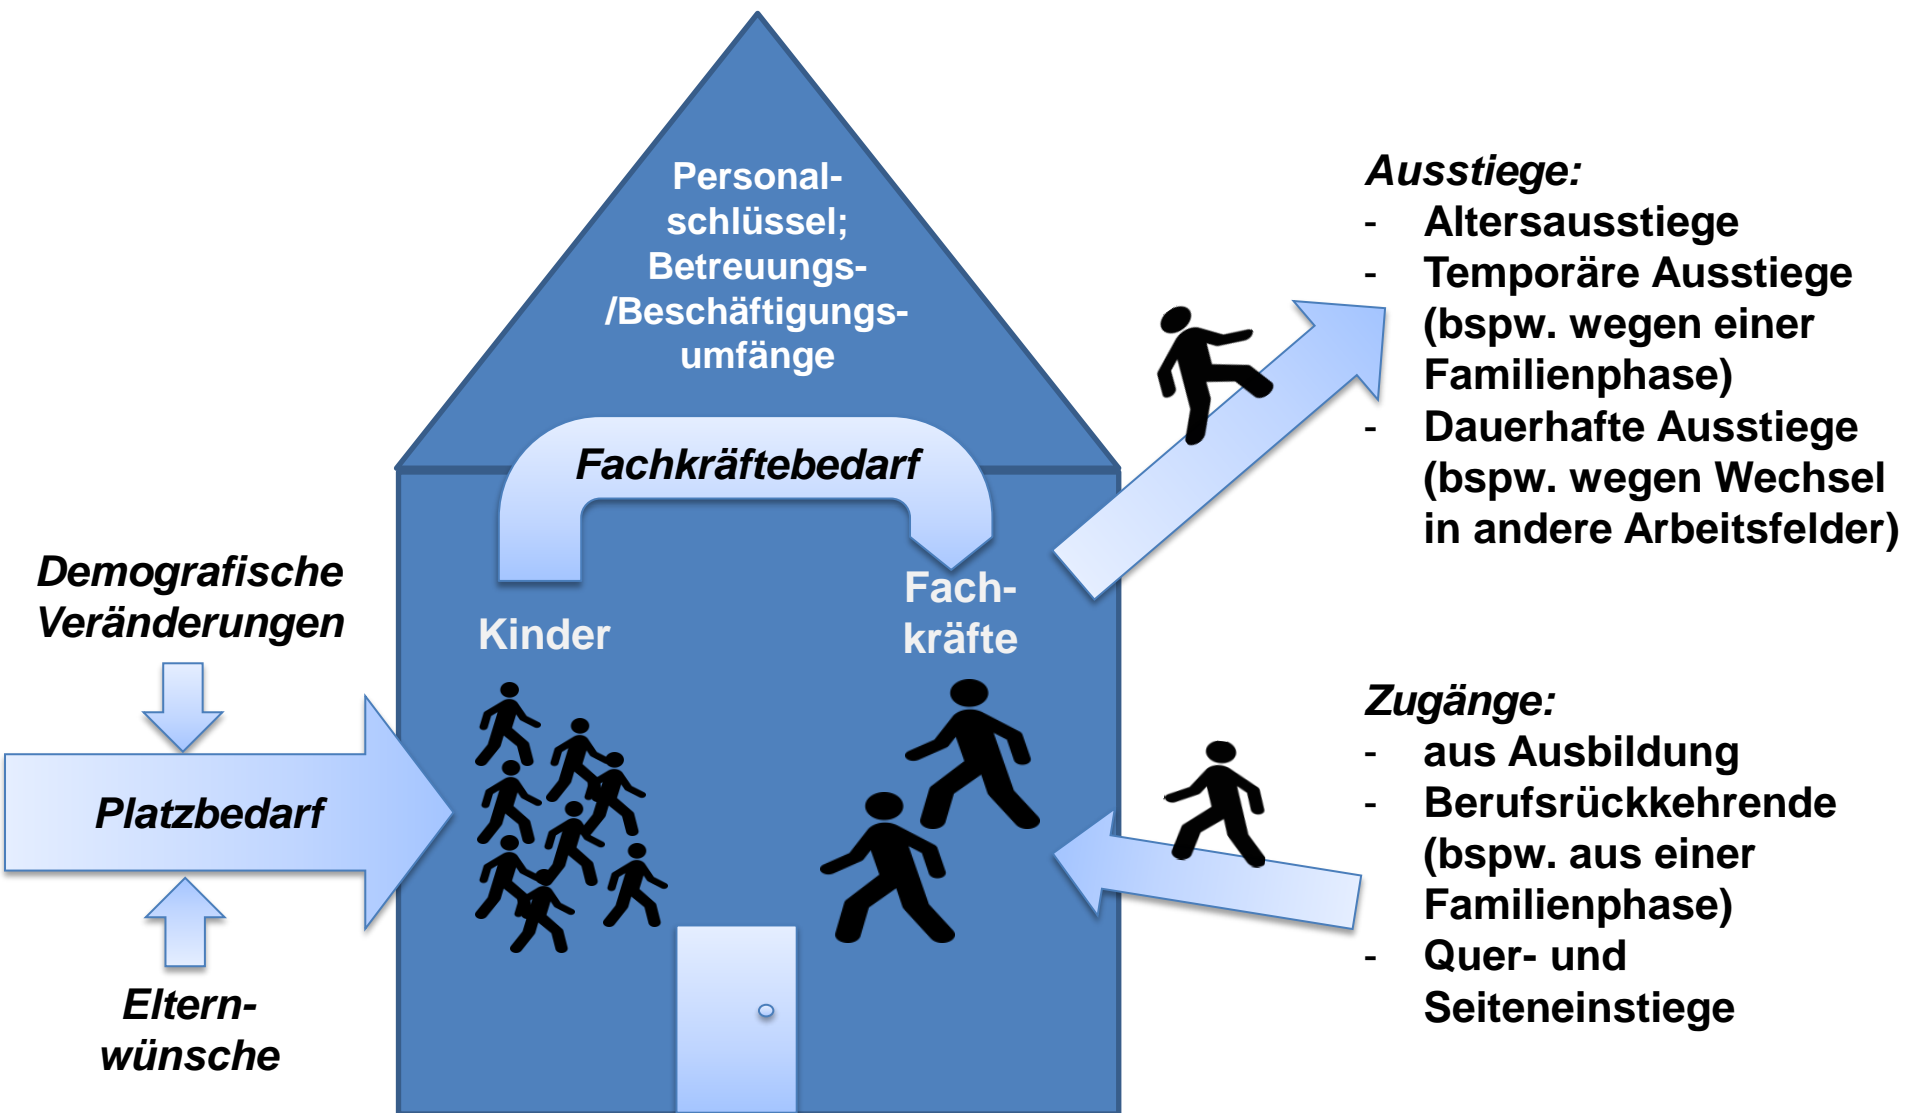 Personal-
schlüssel;
Betreuungs-
/Beschäftigungs-
umfänge
Fachkräftebedarf
Demografische
Veränderungen
Platzbedarf
Eltern-
wünsche
Kinder
Fach-
kräfte
Ausstiege:
- Altersausstiege
- Temporäre Ausstiege
(bspw. wegen einer
Familienphase)
- Dauerhafte Ausstiege
(bspw. wegen Wechsel
in andere Arbeitsfelder)
Zugänge:
- aus Ausbildung
- Berufsrückkehrende
(bspw. aus einer
Familienphase)
- Quer- und
Seiteneinstiege